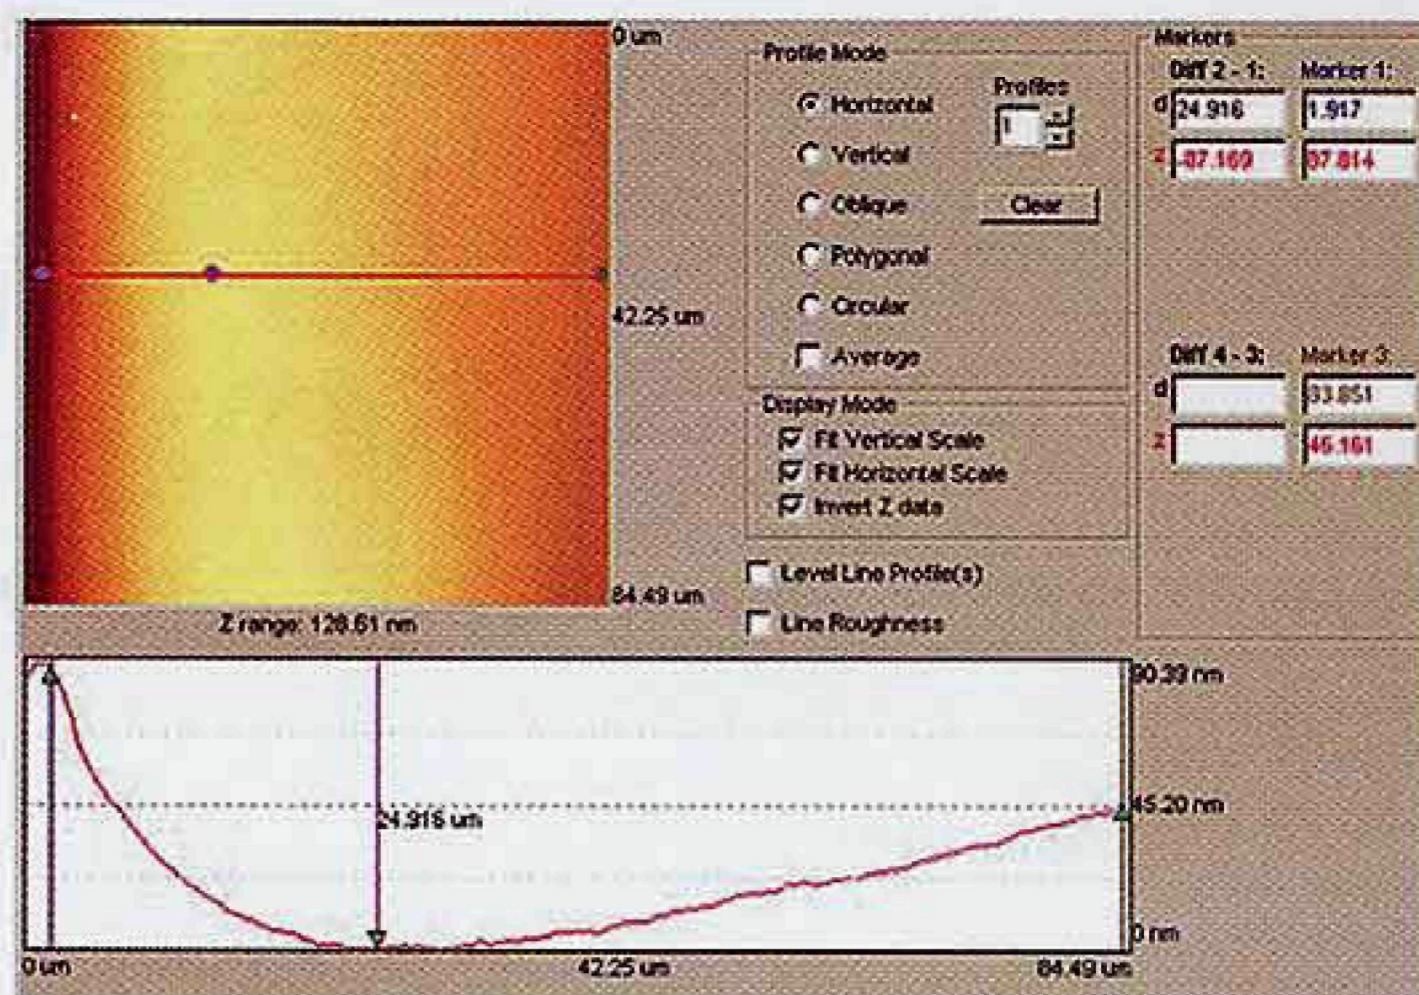 0 um
42.25 um
84.49 um
Z range: 128.61 nm
Profile Mode
Horizontal
Vertical
Oblique
Polygonal
Circular
Average
Profiles
1
Clear
Display Mode
Fit Vertical Scale
Fit Horizontal Scale
Invert Z data
Level Line Profile(s)
Line Roughness
Markers
Diff 2 - 1: Marker 1:
d 24.916 1.917
z -87.169 87.814
Diff 4 - 3: Marker 3:
d 83.851
z 45.161
90.39 nm
45.20 nm
24.916 um
0 nm
0 um 42.25 um 84.49 um